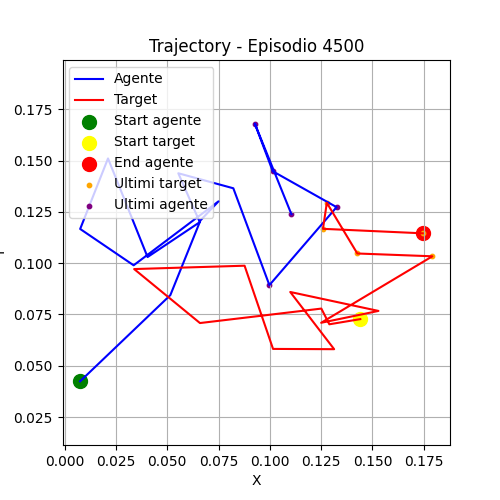 Trajectory - Episodio 4500
Agente
Target
Start agente
Start target
End agente
Ultimi target
Ultimi agente
0.175
0.150
0.125
0.100
0.075
0.050
0.025
0.000 0.025 0.050 0.075 0.100 0.125 0.150 0.175
X